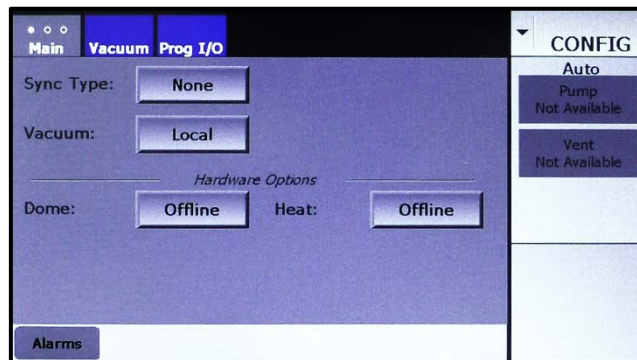 Main Vacuum Prog I/O
CONFIG
Auto
Pump
Not Available
Vent
Not Available
Sync Type: None
Vacuum: Local
Hardware Options
Dome: Offline Heat: Offline
Alarms